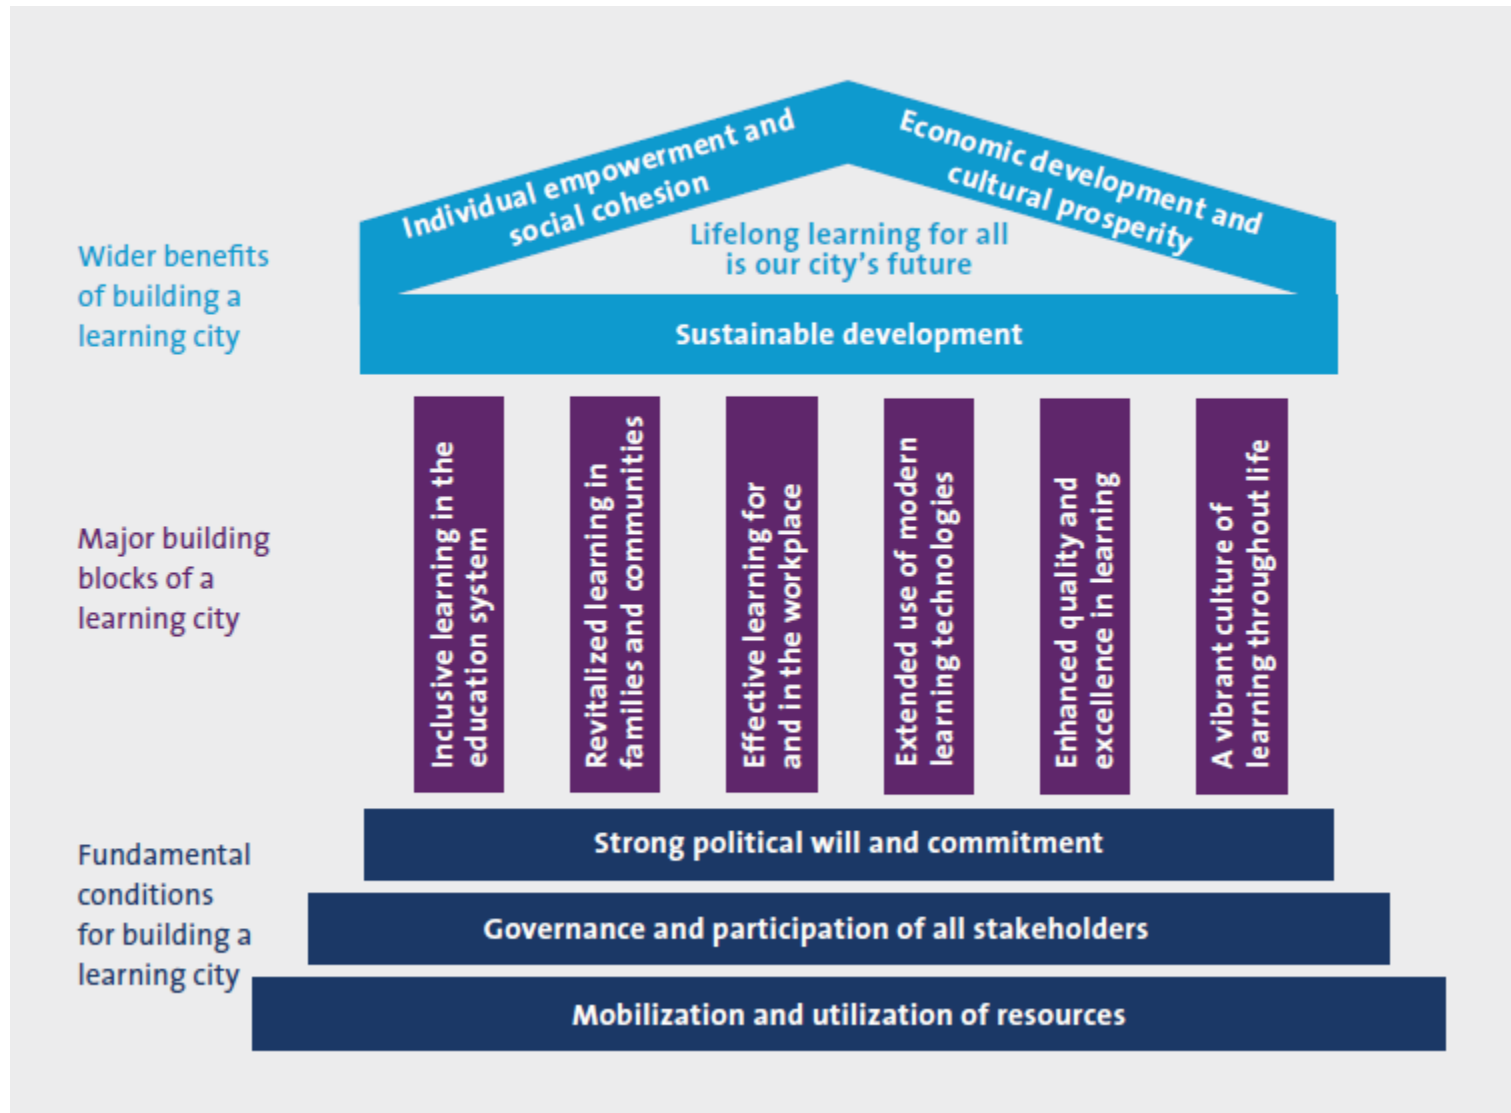 Individual empowerment and
social cohesion
Economic development and
cultural prosperity
Lifelong learning for all
is our city's future
Wider benefits
of building a
learning city
Sustainable development
Major building
blocks of a
learning city
Inclusive learning in the
education system
Revitalized learning in
families and communities
Effective learning for
and in the workplace
Extended use of modern
learning technologies
Enhanced quality and
excellence in learning
A vibrant culture of
learning throughout life
Fundamental
conditions
for building a
learning city
Strong political will and commitment
Governance and participation of all stakeholders
Mobilization and utilization of resources